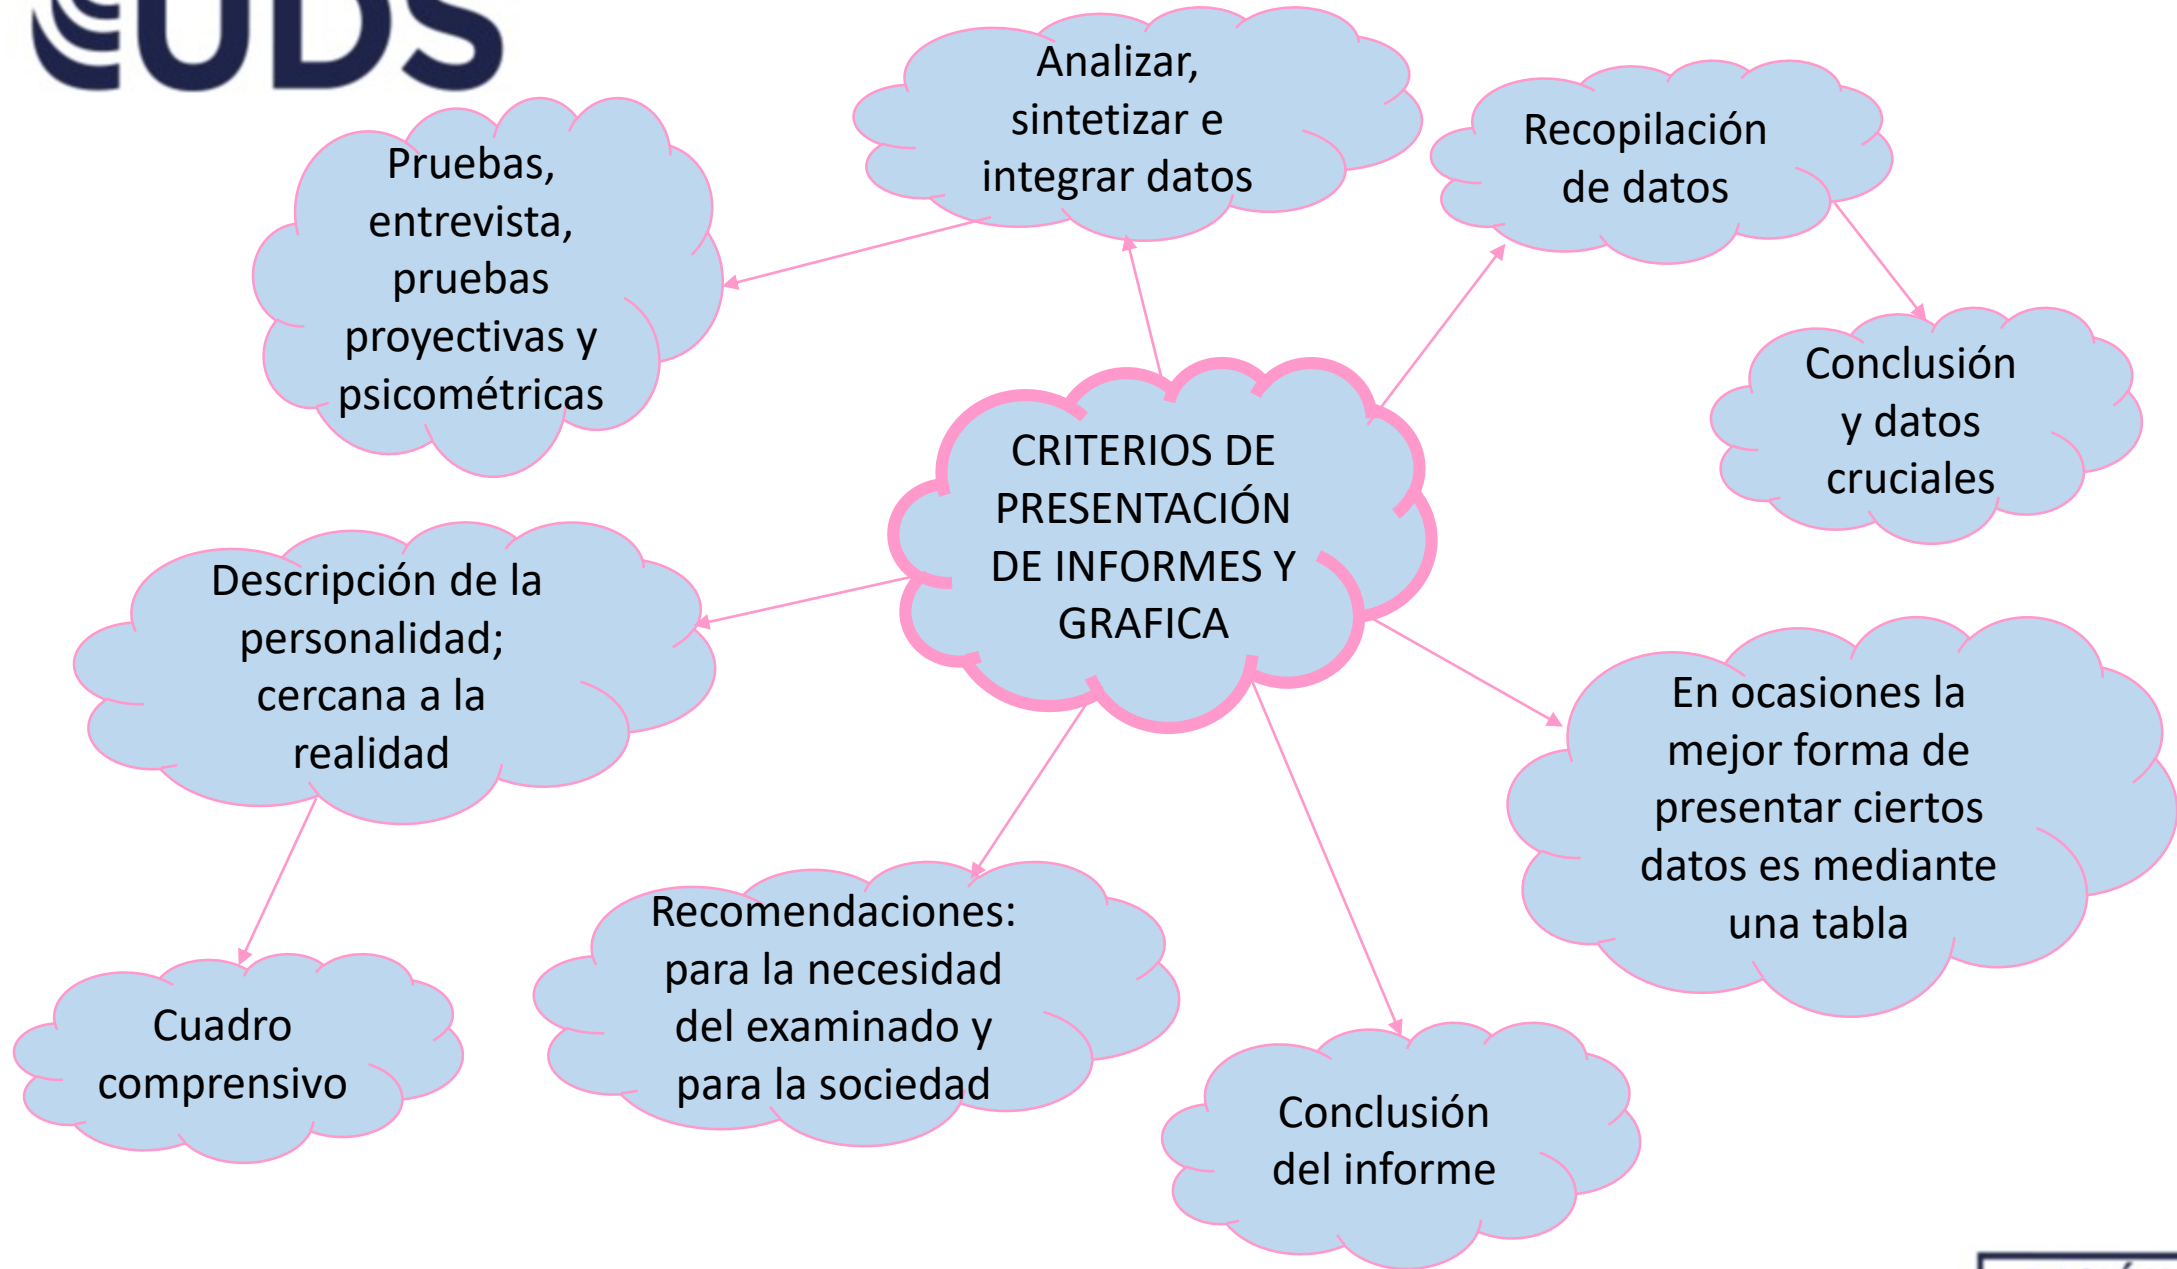 UDS
Analizar,
sintetizar e
integrar datos
Recopilación
de datos
Pruebas,
entrevista,
pruebas
proyectivas y
psicométricas
Conclusión
y datos
cruciales
CRITERIOS DE
PRESENTACIÓN
DE INFORMES Y
GRAFICA
Descripción de la
personalidad;
cercana a la
realidad
En ocasiones la
mejor forma de
presentar ciertos
datos es mediante
una tabla
Recomendaciones:
para la necesidad
del examinado y
para la sociedad
Cuadro
comprensivo
Conclusión
del informe